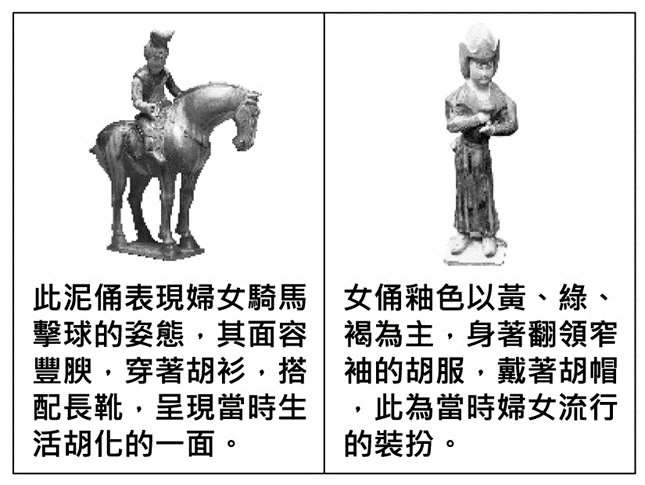 此泥俑表現婦女騎馬
擊球的姿態，其面容
豐腴，穿著胡衫，搭
配長靴，呈現當時生
活胡化的一面。
女俑釉色以黃、綠、
褐為主，身著翻領窄
袖的胡服，戴著胡帽
，此為當時婦女流行
的裝扮。